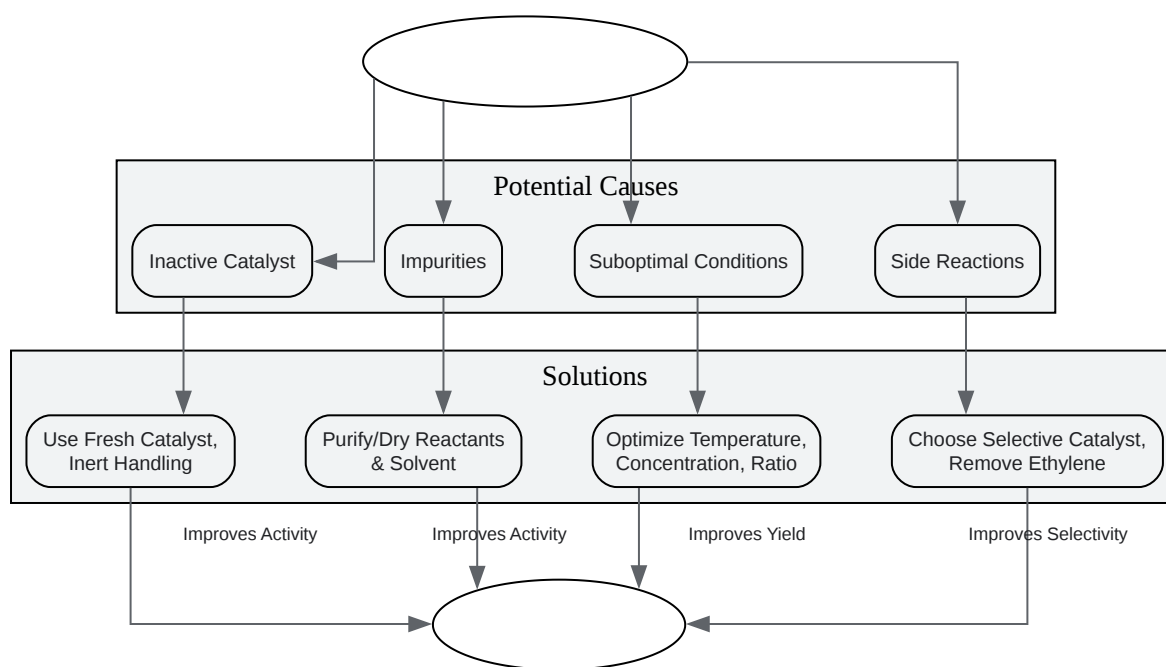 Potential Causes
Inactive Catalyst
Impurities
Suboptimal Conditions
Side Reactions
Solutions
Use Fresh Catalyst,
Inert Handling
Purify/Dry Reactants
& Solvent
Optimize Temperature,
Concentration, Ratio
Choose Selective Catalyst,
Remove Ethylene
Improves Activity
Improves Activity
Improves Yield
Improves Selectivity